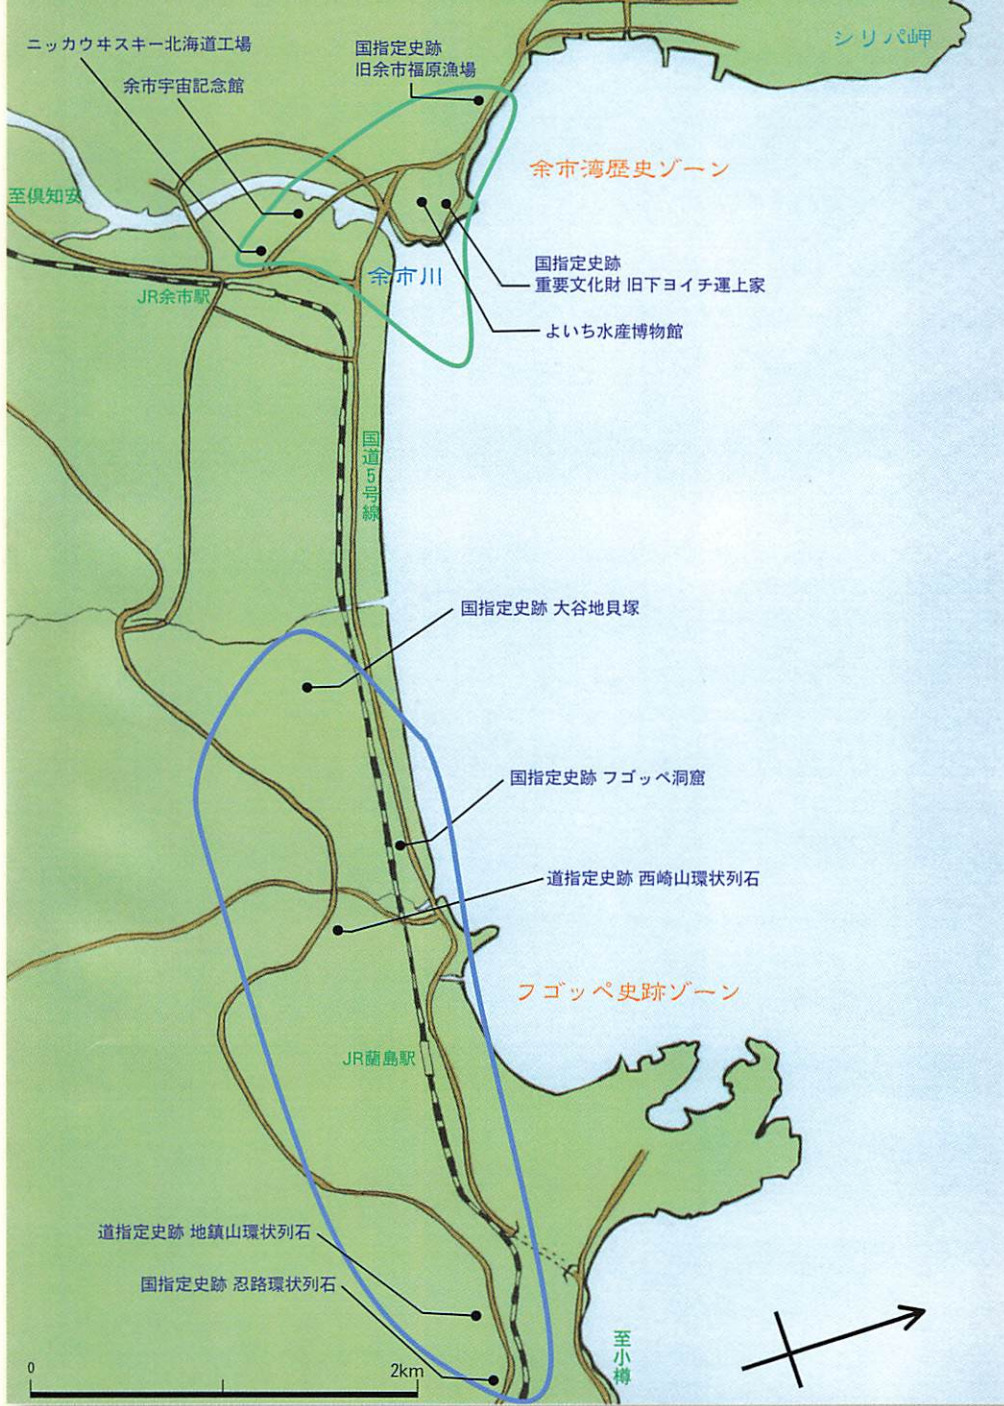 シリパ岬
ニッカウヰスキー北海道工場
国指定史跡
旧余市福原漁場
余市宇宙記念館
余市湾歴史ゾーン
至倶知安
国指定史跡
重要文化財 旧下ヨイチ運上家
余市川
JR余市駅
よいち水産博物館
国道5号線
国指定史跡 大谷地貝塚
国指定史跡 フゴッペ洞窟
道指定史跡 西崎山環状列石
フゴッペ史跡ゾーン
JR蘭島駅
道指定史跡 地鎮山環状列石
国指定史跡 忍路環状列石
至小樽
0
2km